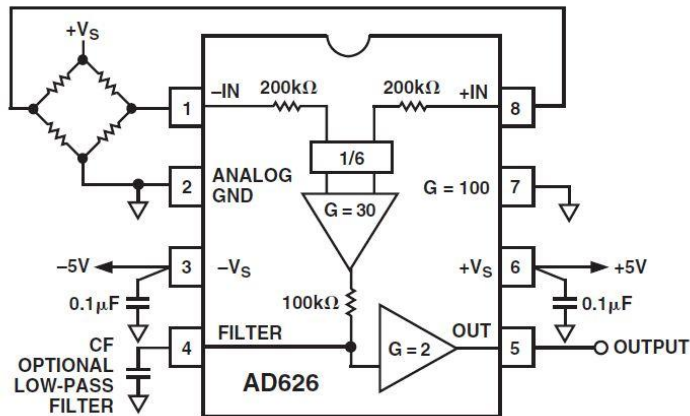 +VS
–IN
200kΩ
200kΩ
+IN
1
8
1/6
2
ANALOG
GND
G = 30
G = 100
7
–5V
3
–VS
+VS
6
+5V
0.1µF
100kΩ
0.1µF
CF
OPTIONAL
LOW-PASS
FILTER
4
FILTER
G = 2
OUT
5
OUTPUT
AD626